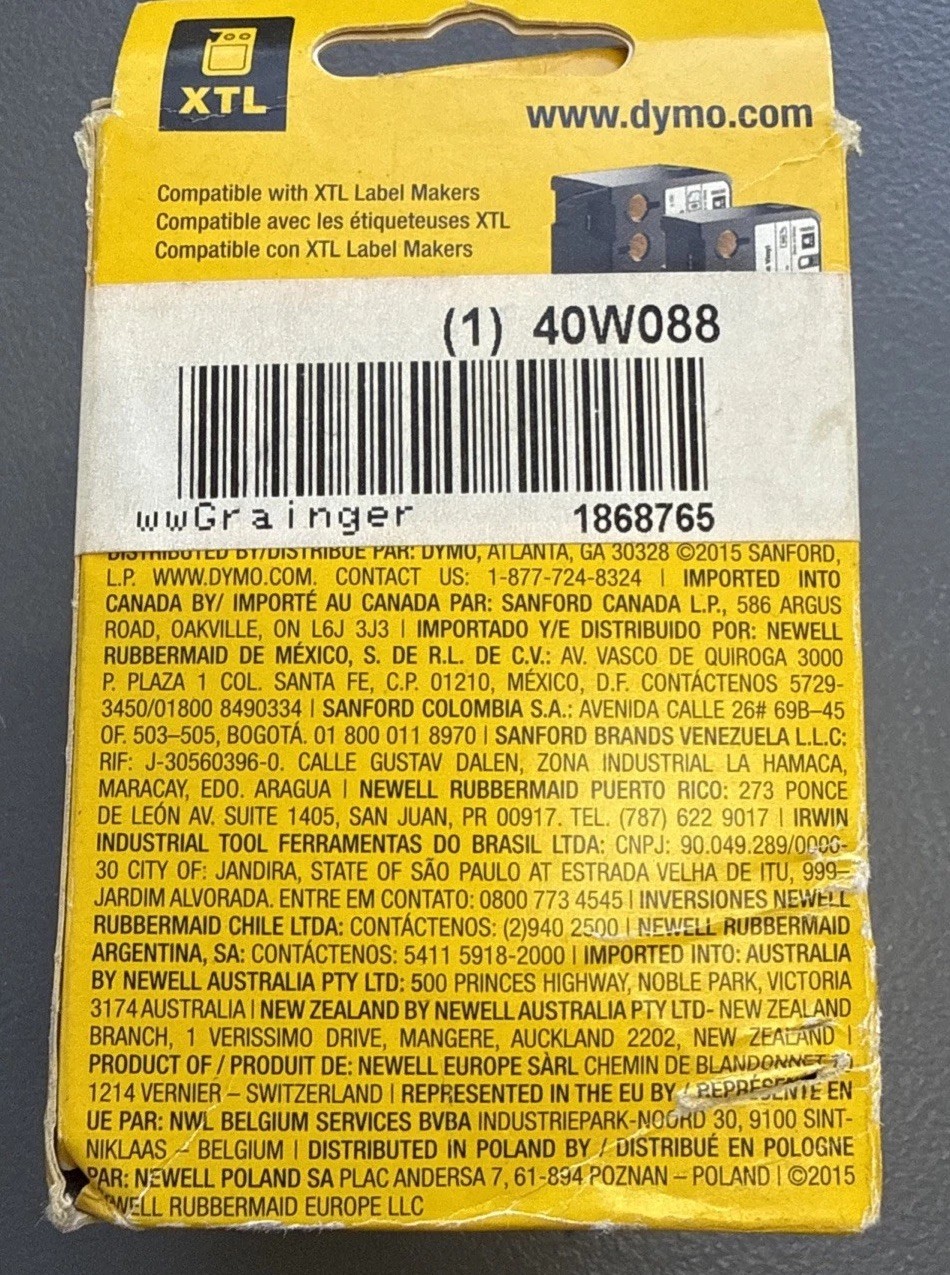 XTL
www.dymo.com
Compatible with XTL Label Makers
Compatible avec les étiqueteuses XTL
Compatible con XTL Label Makers
(1) 40W088
wwGrainger 1868765
DISTRIBUTED BY/DISTRIBUÉ PAR: DYMO, ATLANTA, GA 30328 ©2015 SANFORD,
L.P. WWW.DYMO.COM. CONTACT US: 1-877-724-8324 | IMPORTED INTO
CANADA BY/ IMPORTÉ AU CANADA PAR: SANFORD CANADA L.P., 586 ARGUS
ROAD, OAKVILLE, ON L6J 3J3 | IMPORTADO Y/E DISTRIBUIDO POR: NEWELL
RUBBERMAID DE MÉXICO, S. DE R.L. DE C.V.: AV. VASCO DE QUIROGA 3000
P. PLAZA 1 COL. SANTA FE, C.P. 01210, MÉXICO, D.F. CONTÁCTENOS 5729-
3450/01800 8490334 | SANFORD COLOMBIA S.A.: AVENIDA CALLE 26# 69B–45
OF. 503–505, BOGOTÁ. 01 800 011 8970 | SANFORD BRANDS VENEZUELA L.L.C:
RIF: J-30560396-0. CALLE GUSTAV DALEN, ZONA INDUSTRIAL LA HAMACA,
MARACAY, EDO. ARAGUA | NEWELL RUBBERMAID PUERTO RICO: 273 PONCE
DE LEÓN AV. SUITE 1405, SAN JUAN, PR 00917. TEL. (787) 622 9017 | IRWIN
INDUSTRIAL TOOL FERRAMENTAS DO BRASIL LTDA: CNPJ: 90.049.289/0006-
30 CITY OF: JANDIRA, STATE OF SÃO PAULO AT ESTRADA VELHA DE ITU, 999–
JARDIM ALVORADA. ENTRE EM CONTATO: 0800 773 4545 | INVERSIONES NEWELL
RUBBERMAID CHILE LTDA: CONTÁCTENOS: (2)940 2500 | NEWELL RUBBERMAID
ARGENTINA, SA: CONTÁCTENOS: 5411 5918-2000 | IMPORTED INTO: AUSTRALIA
BY NEWELL AUSTRALIA PTY LTD: 500 PRINCES HIGHWAY, NOBLE PARK, VICTORIA
3174 AUSTRALIA | NEW ZEALAND BY NEWELL AUSTRALIA PTY LTD- NEW ZEALAND
BRANCH, 1 VERISSIMO DRIVE, MANGERE, AUCKLAND 2202, NEW ZEALAND |
PRODUCT OF / PRODUIT DE: NEWELL EUROPE SÀRL CHEMIN DE BLANDONNET
1214 VERNIER – SWITZERLAND | REPRESENTED IN THE EU BY / REPRÉSENTÉ EN
UE PAR: NWL BELGIUM SERVICES BVBA INDUSTRIEPARK-NOORD 30, 9100 SINT-
NIKLAAS – BELGIUM | DISTRIBUTED IN POLAND BY / DISTRIBUÉ EN POLOGNE
PAR: NEWELL POLAND SA PLAC ANDERSA 7, 61-894 POZNAN – POLAND | ©2015
RUBBERMAID EUROPE LLC